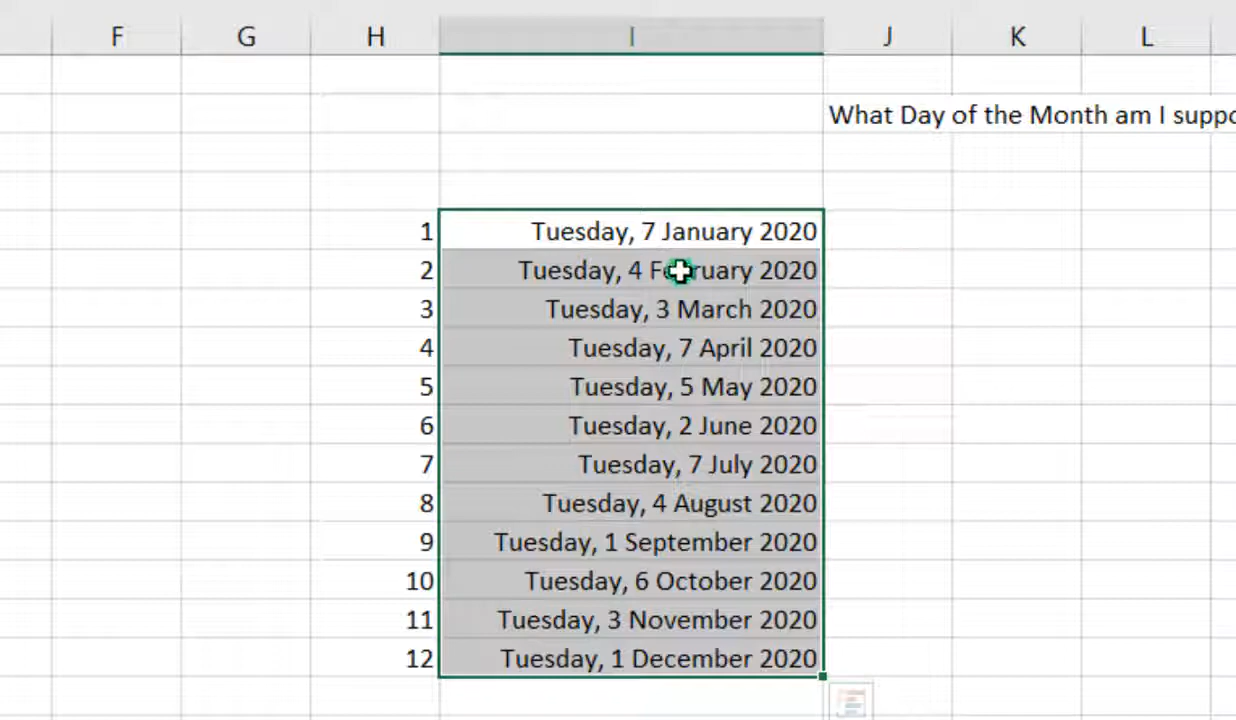 F G H I J K L
What Day of the Month am I
1 Tuesday, 7 January 2020
2 Tuesday, 4 February 2020
3 Tuesday, 3 March 2020
4 Tuesday, 7 April 2020
5 Tuesday, 5 May 2020
6 Tuesday, 2 June 2020
7 Tuesday, 7 July 2020
8 Tuesday, 4 August 2020
9 Tuesday, 1 September 2020
10 Tuesday, 6 October 2020
11 Tuesday, 3 November 2020
12 Tuesday, 1 December 2020